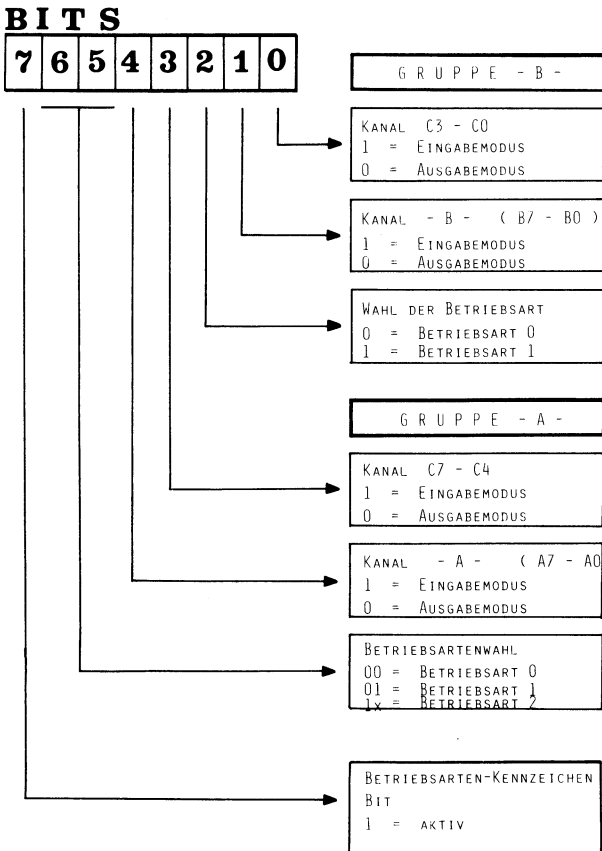 BITS
7 6 5 4 3 2 1 0
GRUPPE - B -
KANAL C3 - C0
1 = EINGABEMODUS
0 = AUSGABEMODUS
KANAL - B - ( B7 - B0 )
1 = EINGABEMODUS
0 = AUSGABEMODUS
WAHL DER BETRIEBSART
0 = BETRIEBSART 0
1 = BETRIEBSART 1
GRUPPE - A -
KANAL C7 - C4
1 = EINGABEMODUS
0 = AUSGABEMODUS
KANAL - A - ( A7 - A0
1 = EINGABEMODUS
0 = AUSGABEMODUS
BETRIEBSARTENWAHL
00 = BETRIEBSART 0
01 = BETRIEBSART 1
1x = BETRIEBSART 2
BETRIEBSARTEN-KENNZEICHEN
BIT
1 = AKTIV